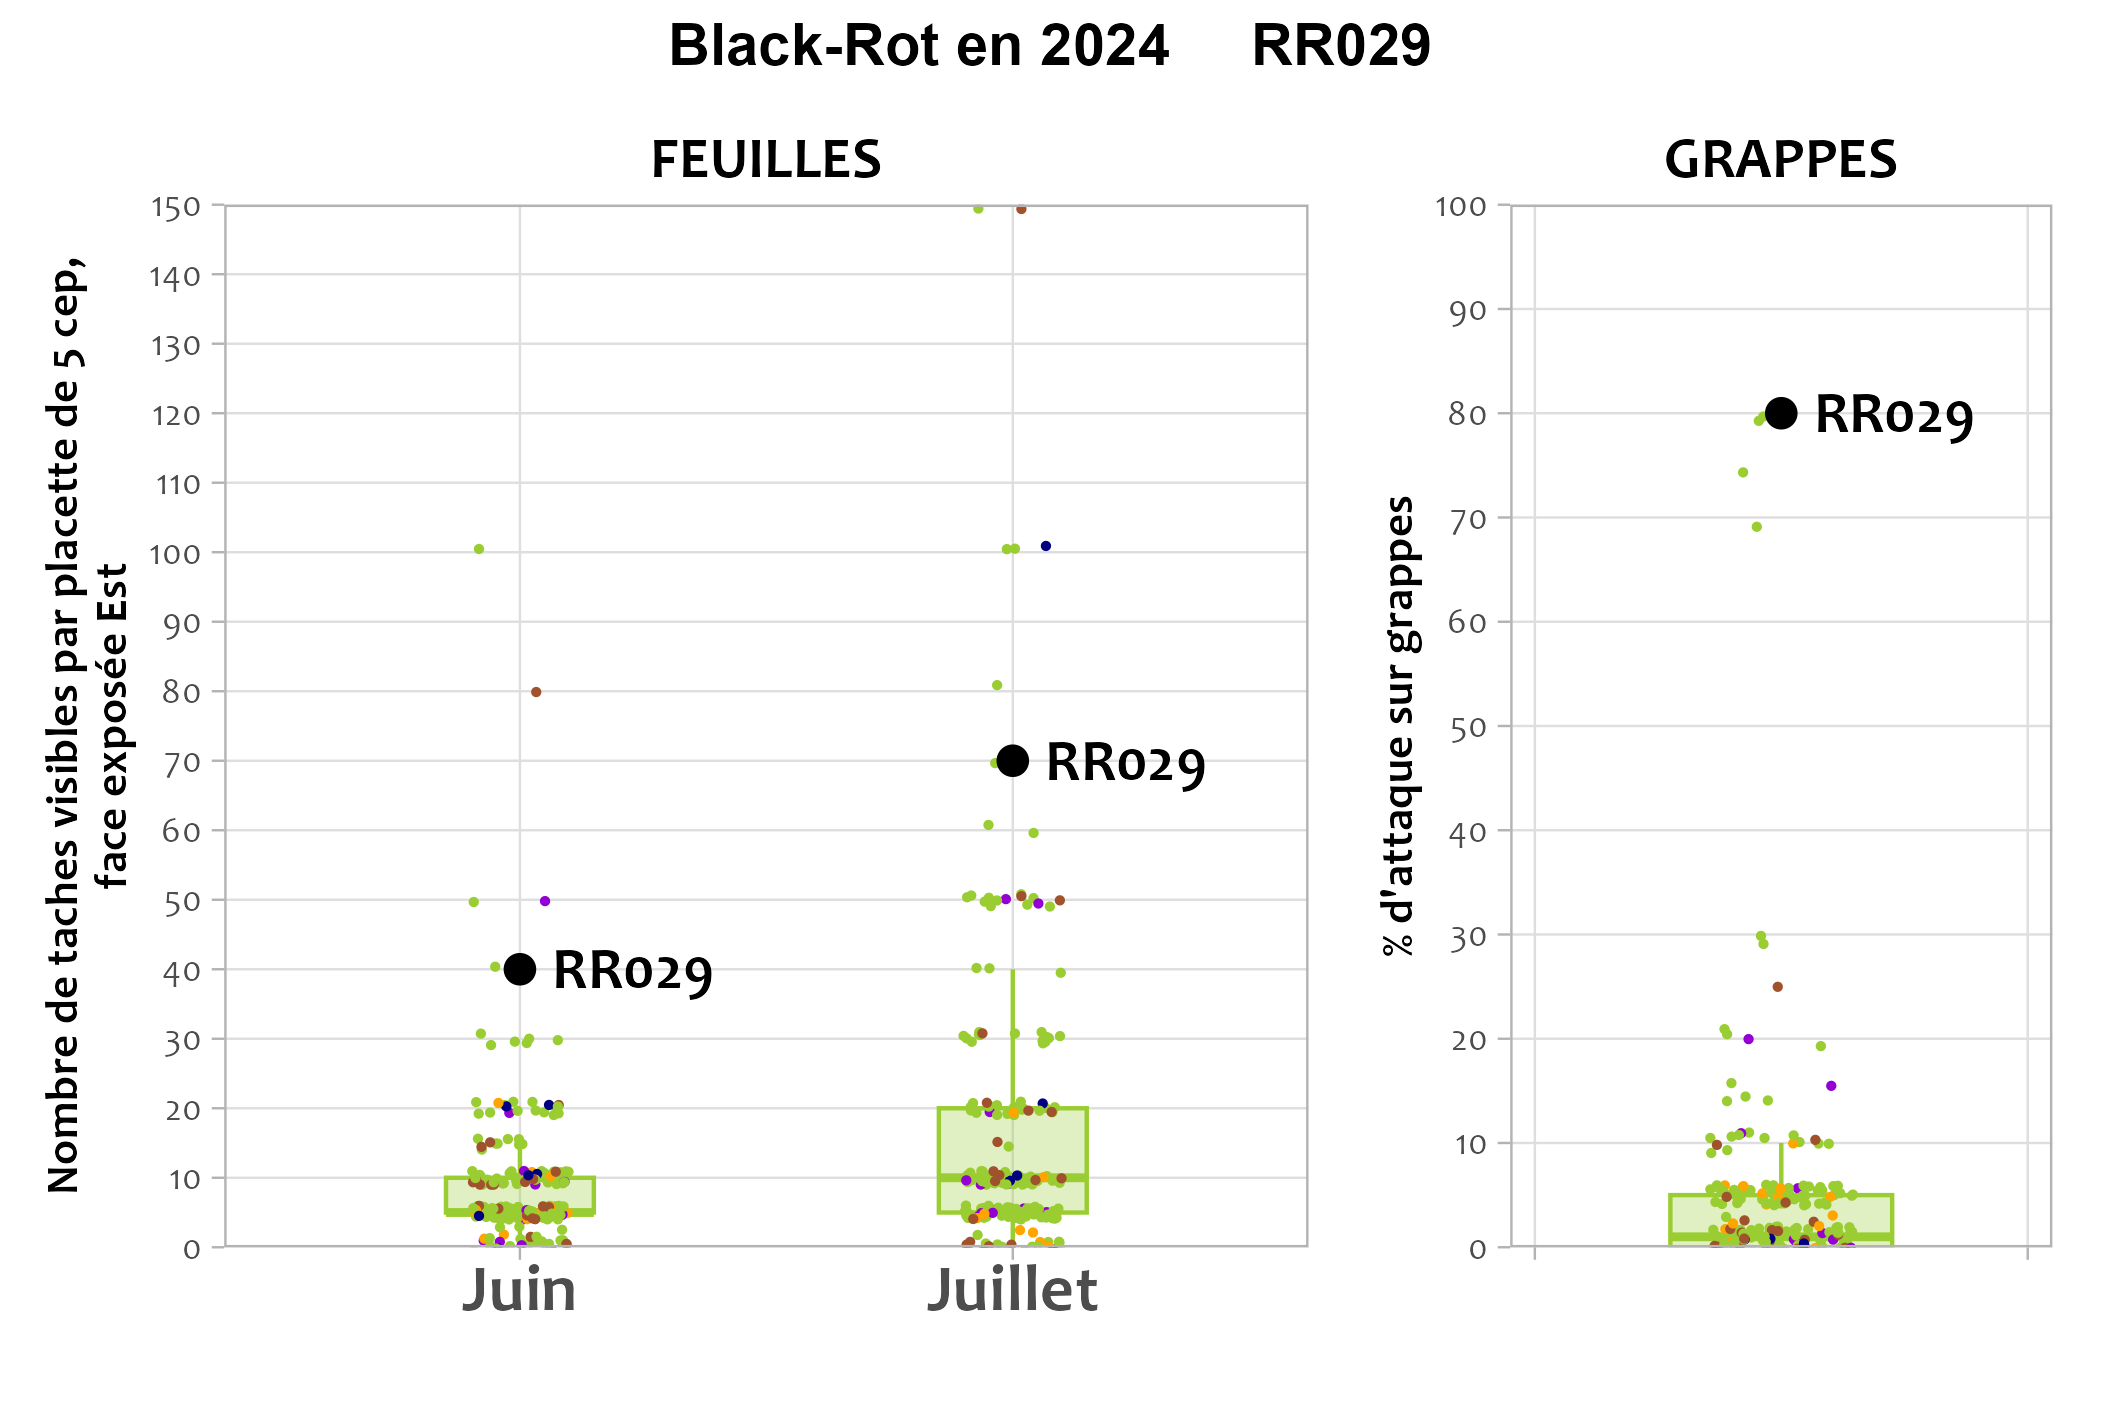 Black-Rot en 2024 RR029
FEUILLES
GRAPPES
Nombre de taches visibles par placette de 5 cep,
face exposée Est
150
140
130
120
110
100
90
80
70
60
50
40
30
20
10
0
RR029
RR029
Juin
Juillet
% d'attaque sur grappes
100
90
80
70
60
50
40
30
20
10
0
RR029